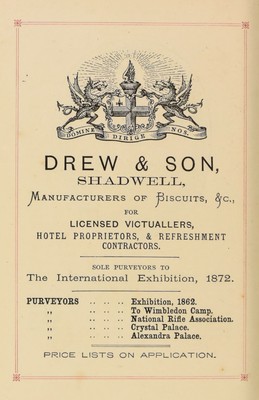 DOMINE DIRIGE NOS.
DREW & SON,
SHADWELL,
MANUFACTURERS OF BISCUITS, &C.,
FOR
LICENSED VICTUALLERS,
HOTEL PROPRIETORS, & REFRESHMENT
CONTRACTORS.
SOLE PURVEYORS TO
The International Exhibition, 1872.
PURVEYORS .. .. .. Exhibition, 1862.
„ .. .. .. To Wimbledon Camp.
„ .. .. .. National Rifle Association.
„ .. .. .. Crystal Palace.
„ .. .. .. Alexandra Palace.
PRICE LISTS ON APPLICATION.